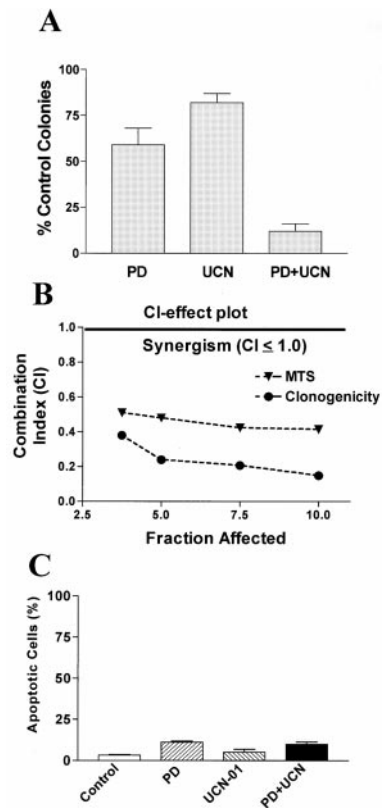 A
% Control Colonies
100
75
50
25
0
PD
UCN
PD+UCN
B
CI-effect plot
Combination
Index (CI)
1.0
0.8
0.6
0.4
0.2
0.0
Synergism (CI ≤ 1.0)
MTS
Clonogenicity
2.5
5.0
7.5
10.0
Fraction Affected
C
Apoptotic Cells (%)
100
75
50
25
0
Control
PD
UCN-01
PD+UCN